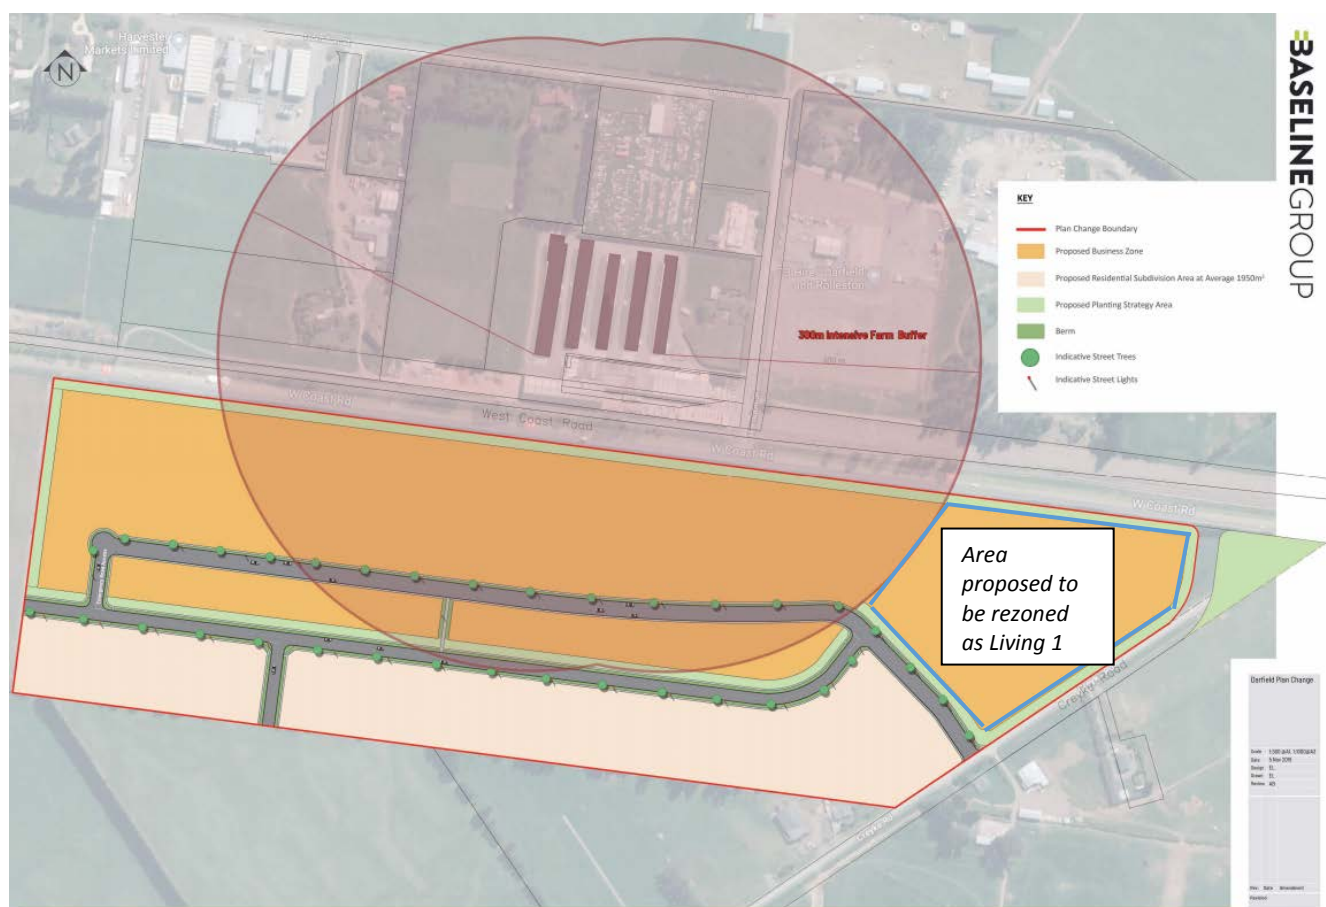 Harvester
Markets Limited
N
BASELINEGROUP
KEY
Plan Change Boundary
Proposed Business Zone
Proposed Residential Subdivision Area at Average 1950m²
Proposed Planting Strategy Area
Berm
Indicative Street Trees
Indicative Street Lights
300m Intensive Farm Buffer
W Coast Rd
West Coast Road
W Coast Rd
W Coast Rd
Area
proposed to
be rezoned
as Living 1
Creyke Road
Darfield Plan Change